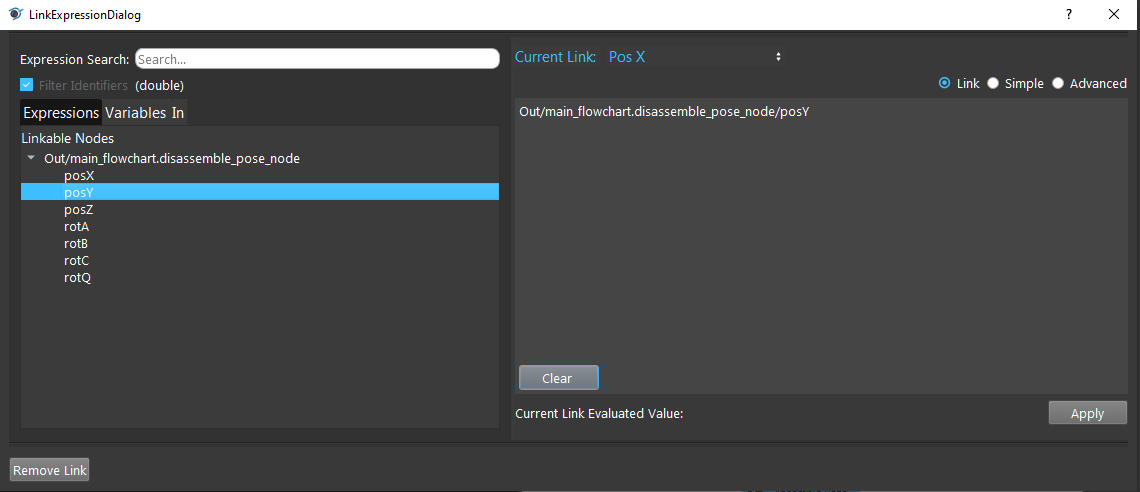 LinkExpressionDialog
?
Expression Search: Search...
Filter Identifiers (double)
Expressions Variables In
Linkable Nodes
Out/main_flowchart.disassemble_pose_node
posX
posY
posZ
rotA
rotB
rotC
rotQ
Current Link: Pos X
Link Simple Advanced
Out/main_flowchart.disassemble_pose_node/posY
Clear
Current Link Evaluated Value:
Apply
Remove Link